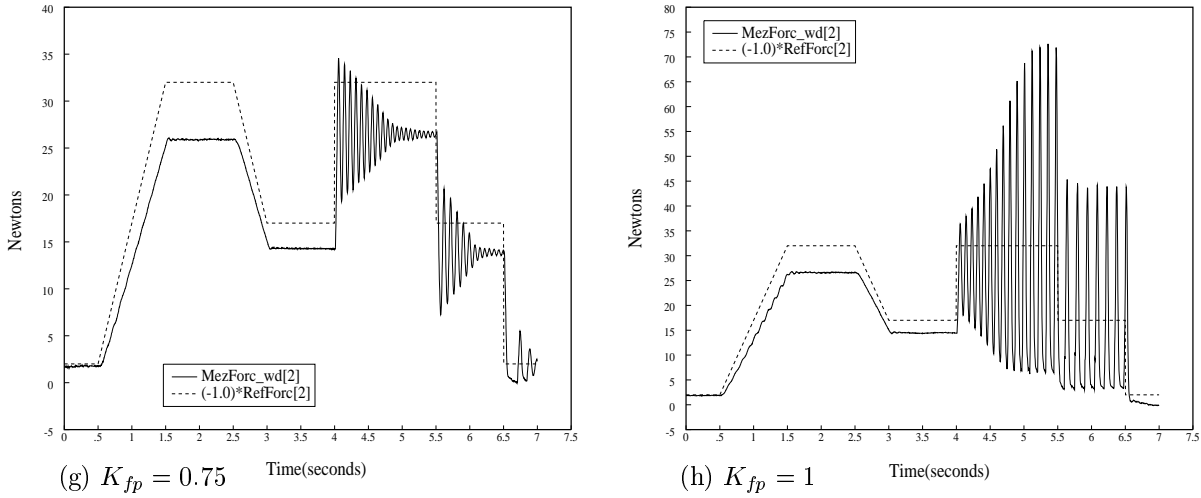 40
35
30
25
20
15
10
5
0
-5
Newtons
MezForc_wd[2]
(-1.0)*RefForc[2]
0 .5 1 1.5 2 2.5 3 3.5 4 4.5 5 5.5 6 6.5 7 7.5
Time(seconds)
(g) K_{fp} = 0.75
80
75
70
65
60
55
50
45
40
35
30
25
20
15
10
5
0
-5
Newtons
MezForc_wd[2]
(-1.0)*RefForc[2]
0 .5 1 1.5 2 2.5 3 3.5 4 4.5 5 5.5 6 6.5 7 7.5
Time(seconds)
(h) K_{fp} = 1